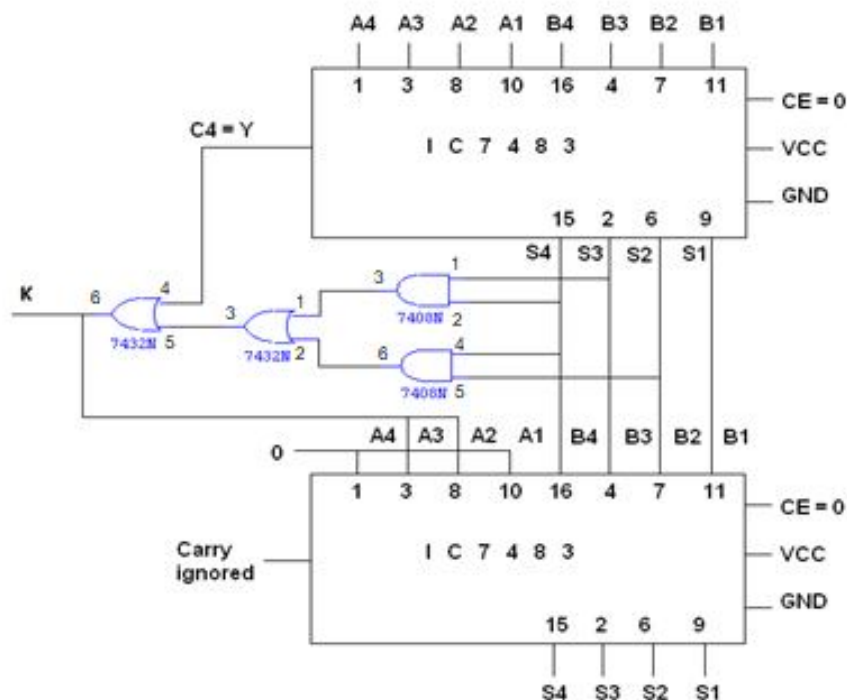 A4 A3 A2 A1 B4 B3 B2 B1
1 3 8 10 16 4 7 11
CE = 0
C4 = Y
I C 7 4 8 3
VCC
GND
15 2 6 9
S4 S3 S2 S1
K
6
4
5
7432N
3
1
2
7432N
3
1
2
7408N
6
4
5
7408N
0
A4 A3 A2 A1 B4 B3 B2 B1
1 3 8 10 16 4 7 11
CE = 0
Carry
ignored
I C 7 4 8 3
VCC
GND
15 2 6 9
S4 S3 S2 S1